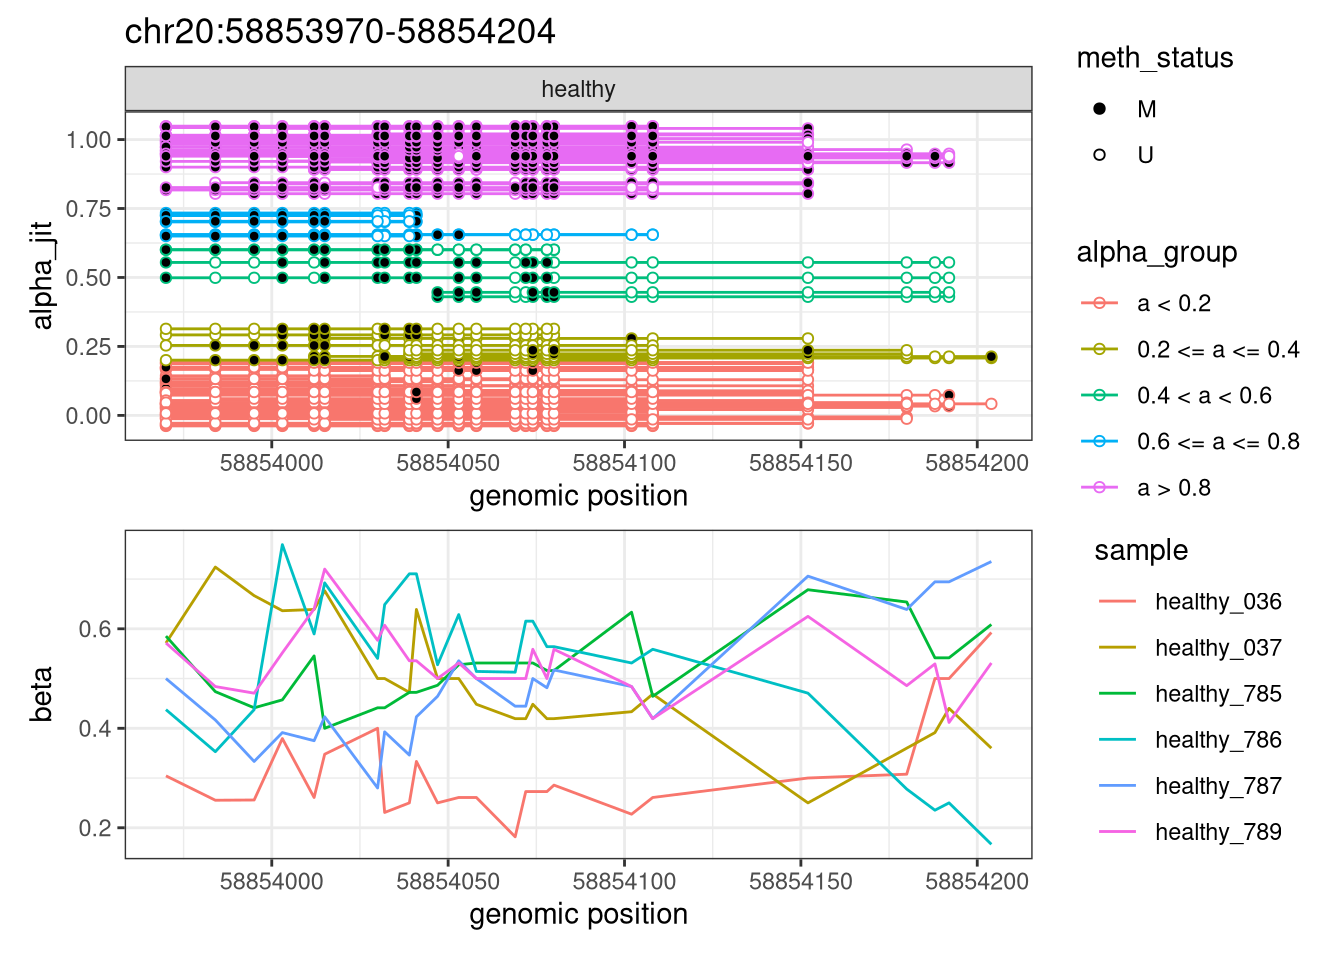 chr20:58853970-58854204
healthy
alpha_jit
1.00
0.75
0.50
0.25
0.00
58854000 58854050 58854100 58854150 58854200
genomic position
meth_status
M
U
alpha_group
a < 0.2
0.2 <= a <= 0.4
0.4 < a < 0.6
0.6 <= a <= 0.8
a > 0.8
beta
0.6
0.4
0.2
58854000 58854050 58854100 58854150 58854200
genomic position
sample
healthy_036
healthy_037
healthy_785
healthy_786
healthy_787
healthy_789